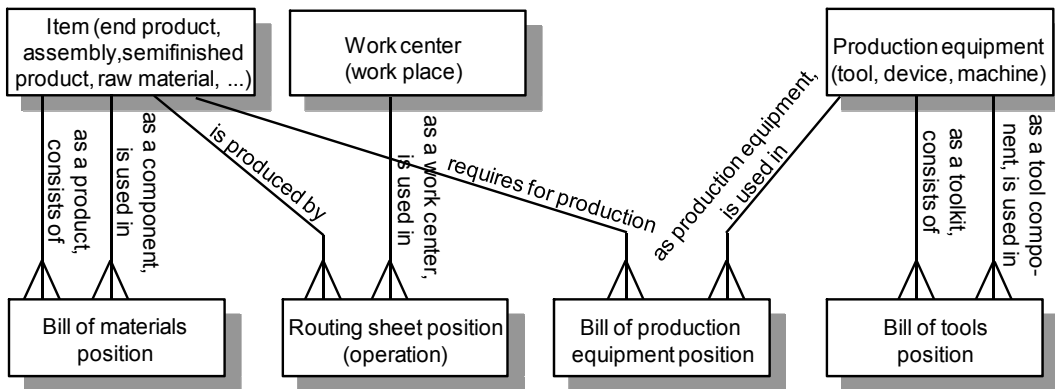 Item (end product,
assembly,semifinished
product, raw material, ...)
Work center
(work place)
Production equipment
(tool, device, machine)
as a product,
consists of
as a component,
is used in
is produced by
as a work center,
is used in
requires for production
as production equipment,
is used in
as a toolkit,
consists of
as a tool compo-
nent, is used in
Bill of materials
position
Routing sheet position
(operation)
Bill of production
equipment position
Bill of tools
position